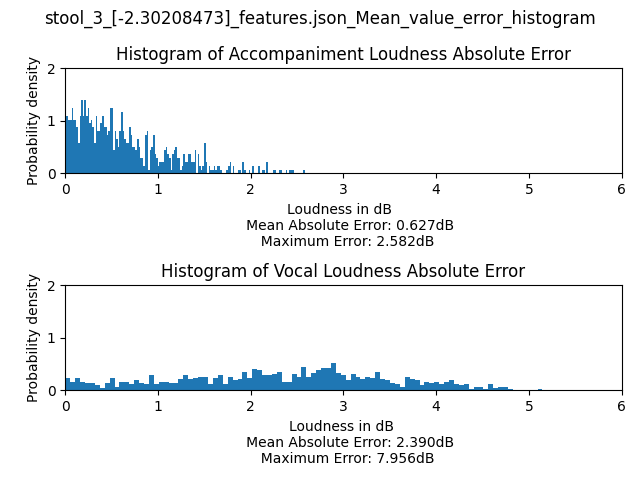 stool_3_[-2.30208473]_features.json_Mean_value_error_histogram
Histogram of Accompaniment Loudness Absolute Error
Probability density
2
1
0
0 1 2 3 4 5 6
Loudness in dB
Mean Absolute Error: 0.627dB
Maximum Error: 2.582dB
Histogram of Vocal Loudness Absolute Error
Probability density
2
1
0
0 1 2 3 4 5 6
Loudness in dB
Mean Absolute Error: 2.390dB
Maximum Error: 7.956dB